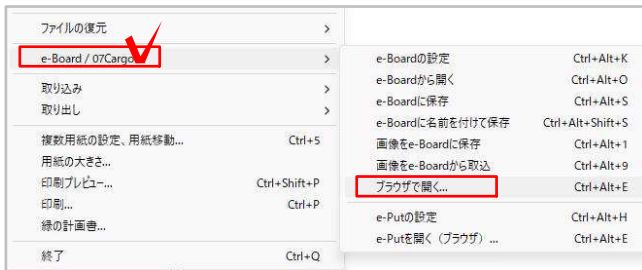 ファイルの復元 >
e-Board / 07Cargo >
取り込み >
取り出し >
複数用紙の設定、用紙移動... Ctrl+5
用紙の大きさ...
印刷プレビュー... Ctrl+Shift+P
印刷... Ctrl+P
緑の計画書...
終了 Ctrl+Q
e-Boardの設定 Ctrl+Alt+K
e-Boardから開く Ctrl+Alt+O
e-Boardに保存 Ctrl+Alt+S
e-Boardに名前を付けて保存 Ctrl+Alt+Shift+S
画像をe-Boardに保存 Ctrl+Alt+1
画像をe-Boardから取込 Ctrl+Alt+9
ブラウザで開く... Ctrl+Alt+E
e-Putの設定 Ctrl+Alt+H
e-Putを開く（ブラウザ）... Ctrl+Alt+E